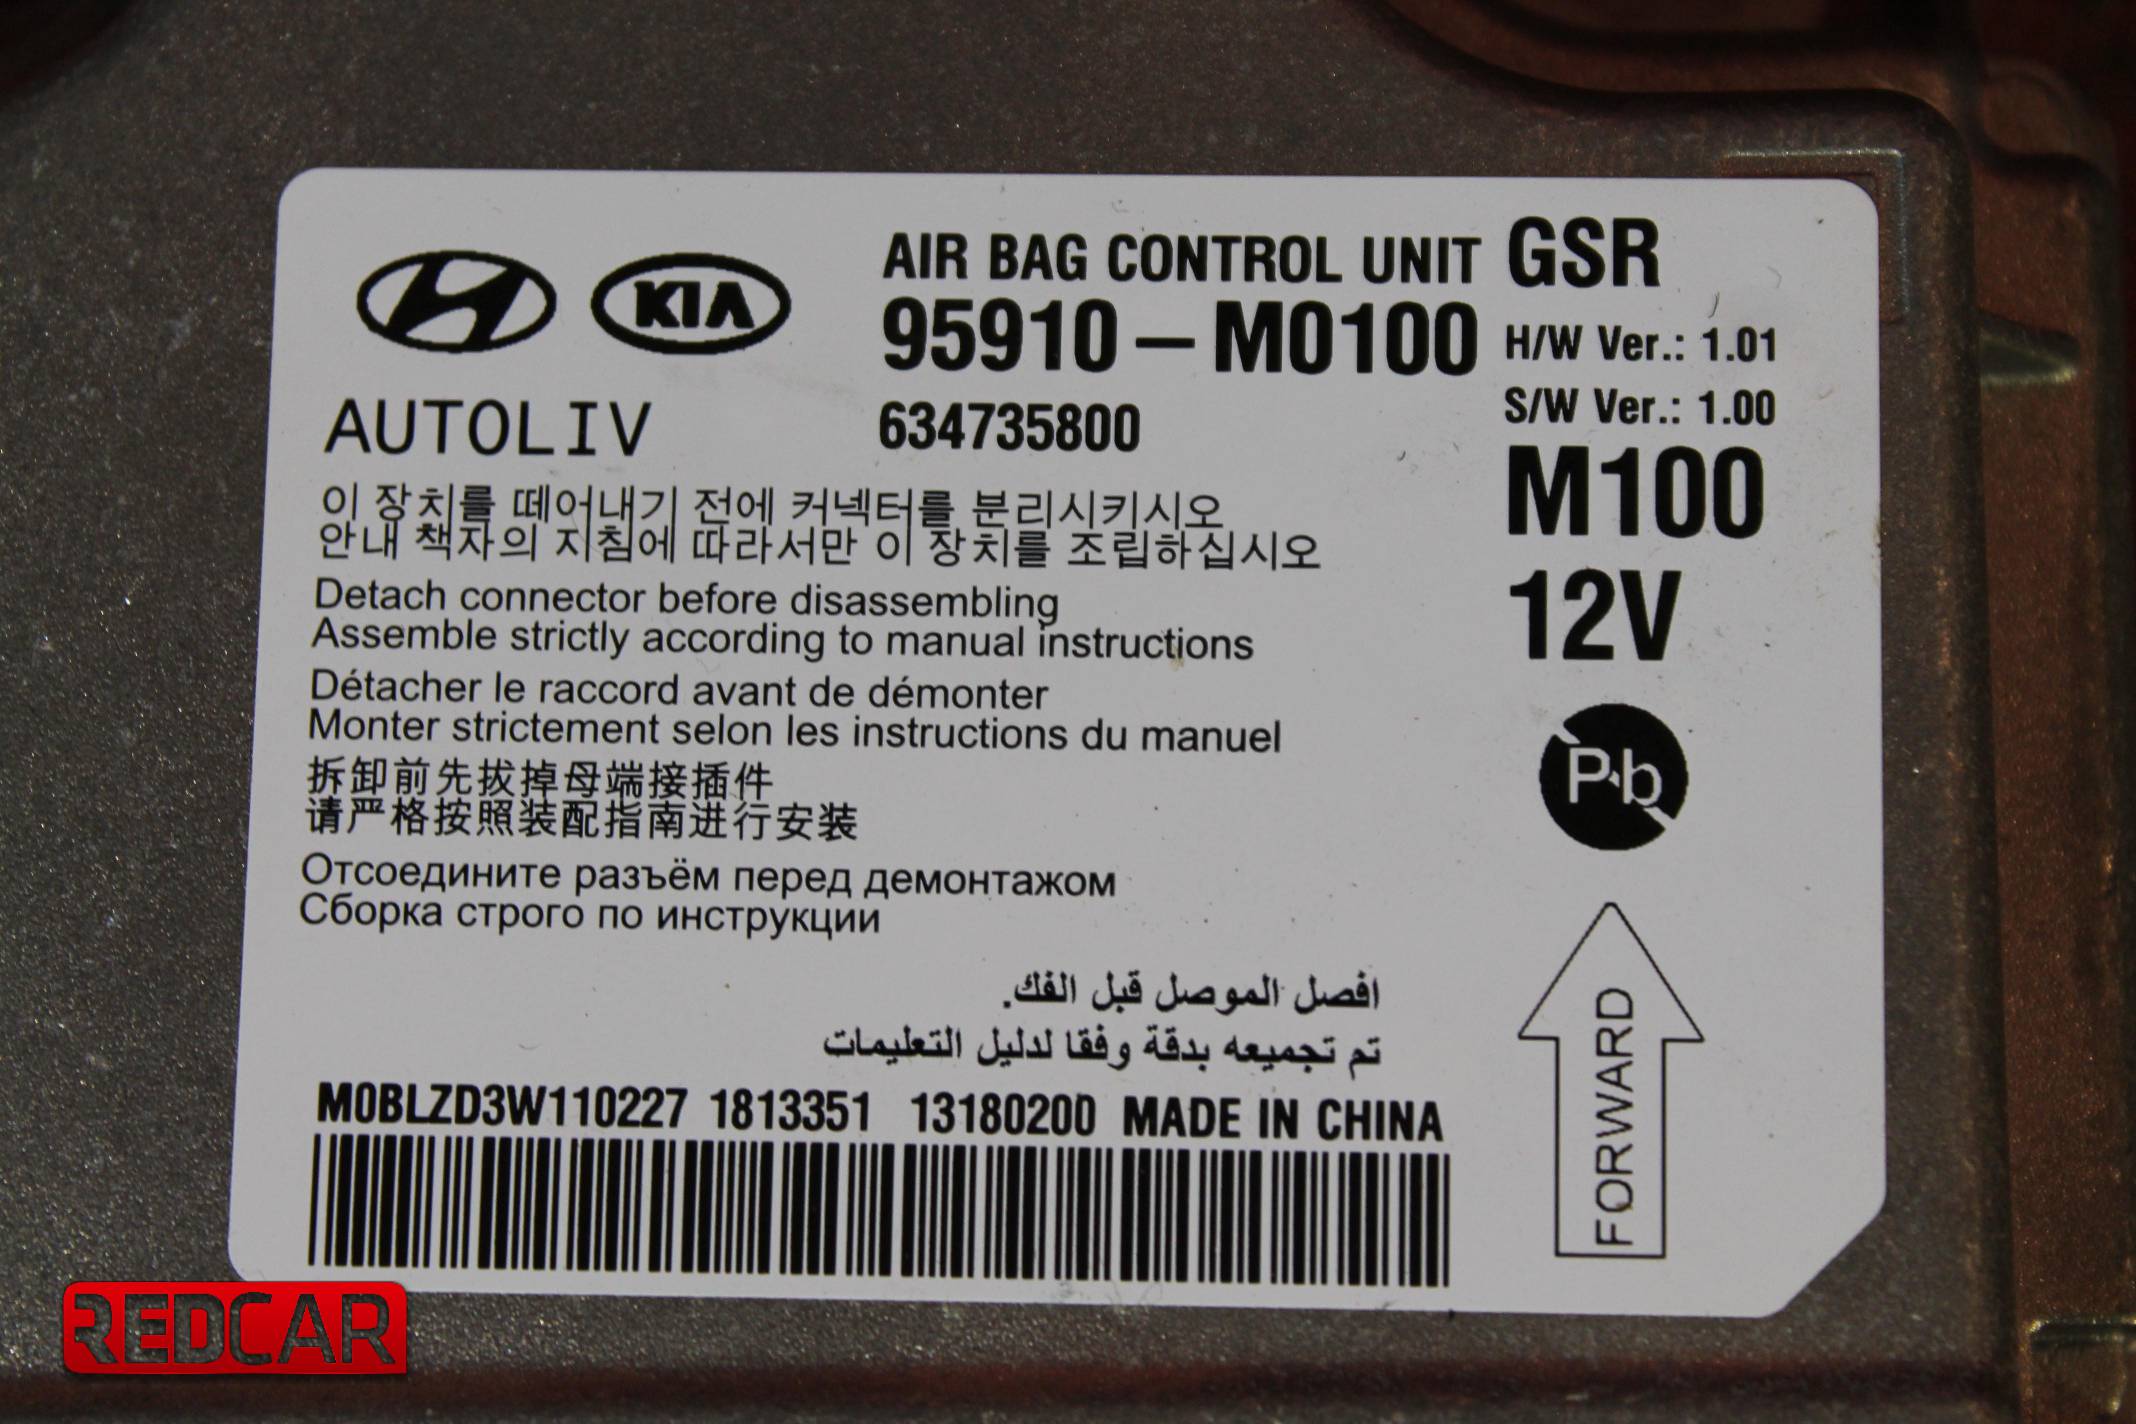 KIA
AIR BAG CONTROL UNIT GSR
95910-M0100 H/W Ver.: 1.01
S/W Ver.: 1.00
AUTOLIV 634735800
M100
12V
이 장치를 떼어내기 전에 커넥터를 분리시키시오
안내 책자의 지침에 따라서만 이 장치를 조립하십시오
Detach connector before disassembling
Assemble strictly according to manual instructions
Détacher le raccord avant de démonter
Monter strictement selon les instructions du manuel
Pb
拆卸前先拔掉母端接插件
请严格按照装配指南进行安装
Отсоедините разъём перед демонтажом
Сборка строго по инструкции
افصل الموصل قبل الفك.
تم تجميعه بدقة وفقا لدليل التعليمات
FORWARD
M0BLZD3W110227 1813351 13180200 MADE IN CHINA
REDCAR